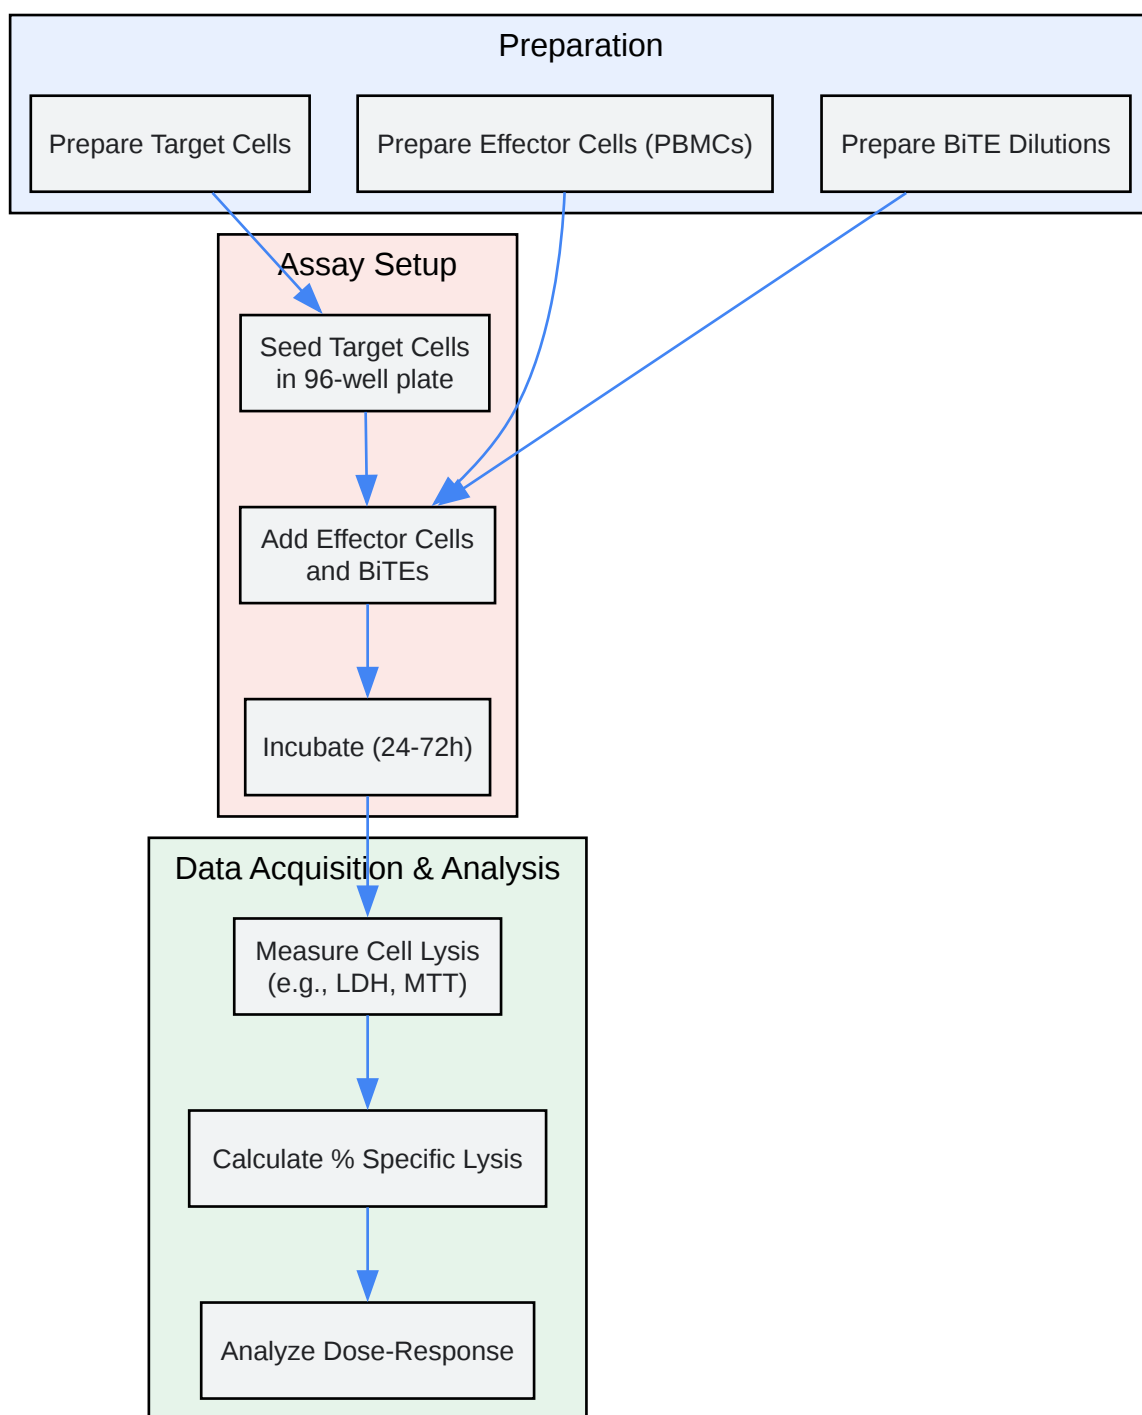 Preparation
Prepare Target Cells
Prepare Effector Cells (PBMCs)
Prepare BiTE Dilutions
Assay Setup
Seed Target Cells
in 96-well plate
Add Effector Cells
and BiTEs
Incubate (24-72h)
Data Acquisition & Analysis
Measure Cell Lysis
(e.g., LDH, MTT)
Calculate % Specific Lysis
Analyze Dose-Response